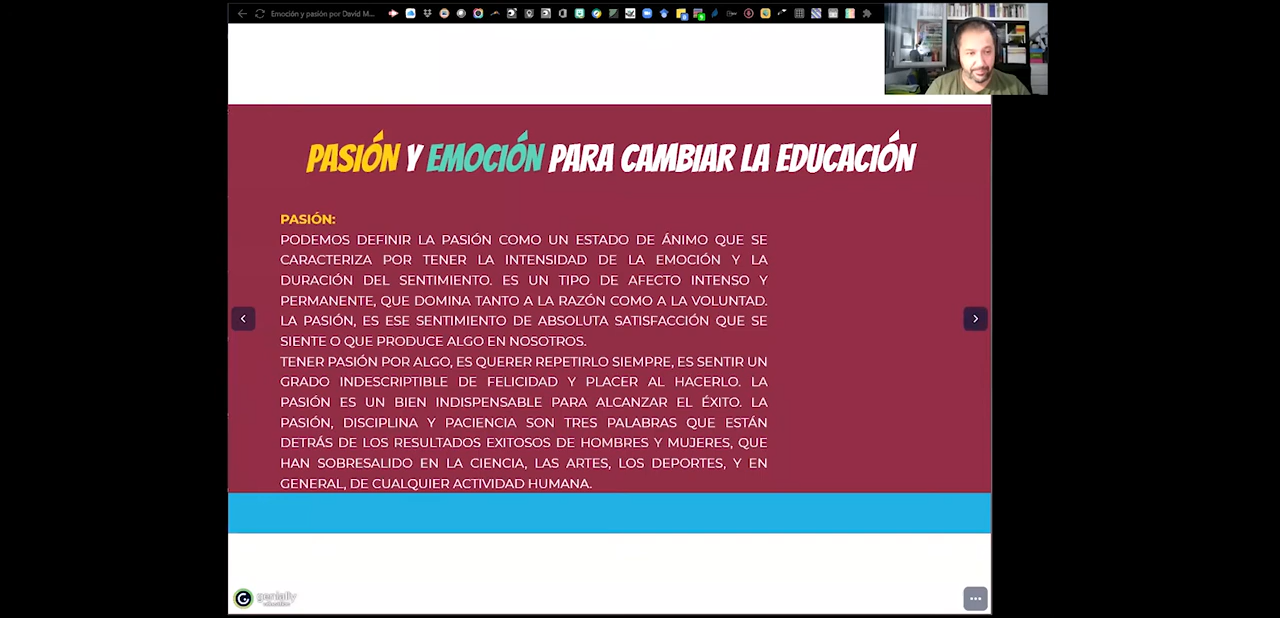 Emoción y pasión por David M...
PASIÓN Y EMOCIÓN PARA CAMBIAR LA EDUCACIÓN
PASIÓN:
PODEMOS DEFINIR LA PASIÓN COMO UN ESTADO DE ÁNIMO QUE SE
CARACTERIZA POR TENER LA INTENSIDAD DE LA EMOCIÓN Y LA
DURACIÓN DEL SENTIMIENTO. ES UN TIPO DE AFECTO INTENSO Y
PERMANENTE, QUE DOMINA TANTO A LA RAZÓN COMO A LA VOLUNTAD.
LA PASIÓN, ES ESE SENTIMIENTO DE ABSOLUTA SATISFACCIÓN QUE SE
SIENTE O QUE PRODUCE ALGO EN NOSOTROS.
TENER PASIÓN POR ALGO, ES QUERER REPETIRLO SIEMPRE, ES SENTIR UN
GRADO INDESCRIPTIBLE DE FELICIDAD Y PLACER AL HACERLO. LA
PASIÓN ES UN BIEN INDISPENSABLE PARA ALCANZAR EL ÉXITO. LA
PASIÓN, DISCIPLINA Y PACIENCIA SON TRES PALABRAS QUE ESTÁN
DETRÁS DE LOS RESULTADOS EXITOSOS DE HOMBRES Y MUJERES, QUE
HAN SOBRESALIDO EN LA CIENCIA, LAS ARTES, LOS DEPORTES, Y EN
GENERAL, DE CUALQUIER ACTIVIDAD HUMANA.
genially